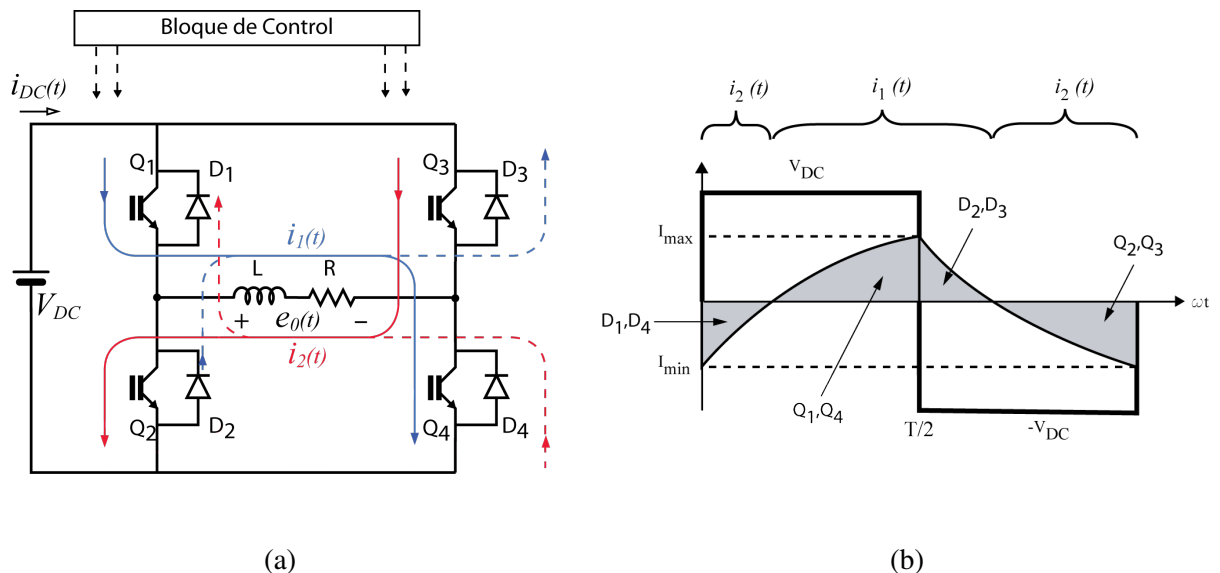 Bloque de Control
i_DC(t)
Q1
D1
Q3
D3
i1(t)
L
R
V_DC
+
e0(t)
−
i2(t)
Q2
D2
Q4
D4
(a)
i2 (t)
i1 (t)
i2 (t)
V_DC
D2,D3
I_max
Q2,Q3
D1,D4
ωt
I_min
Q1,Q4
T/2
-V_DC
(b)